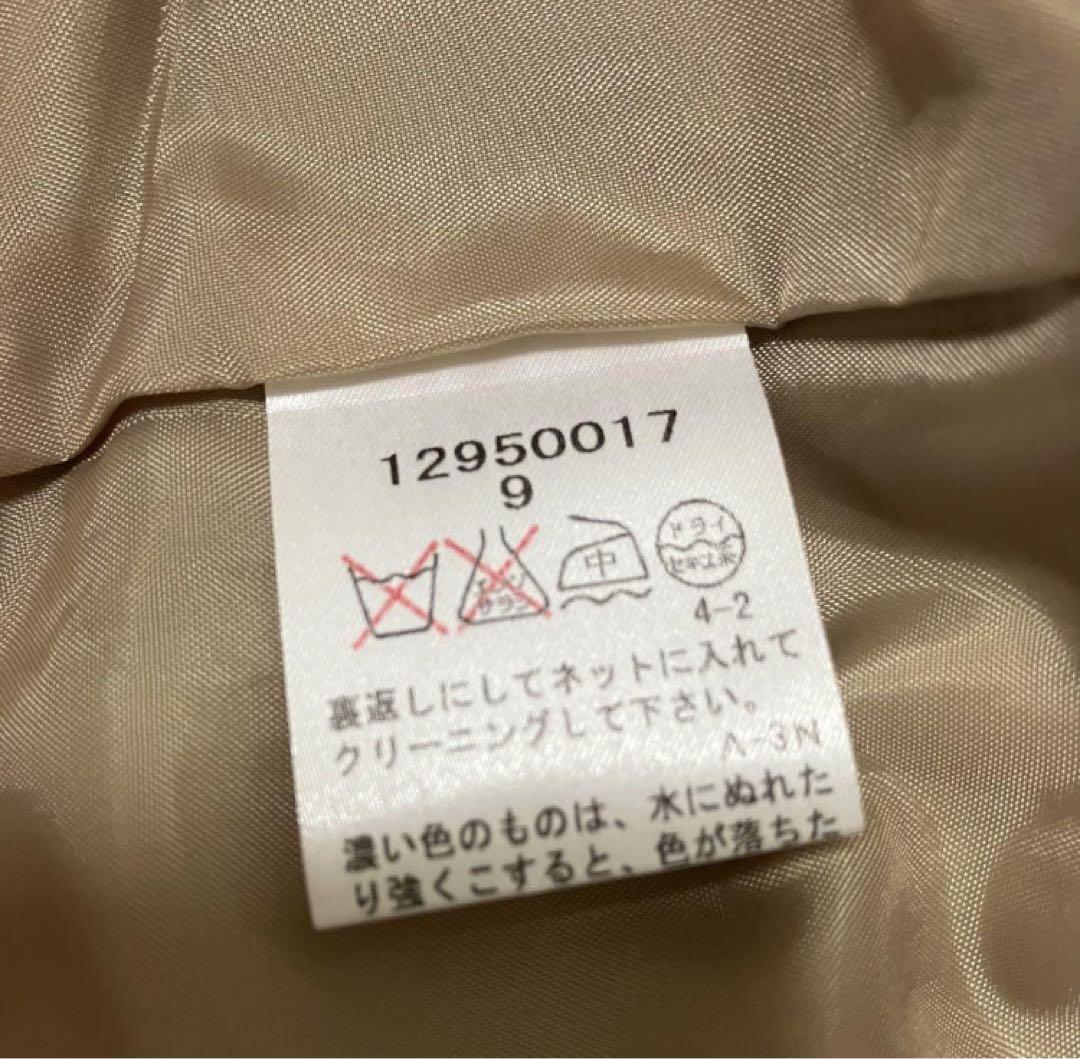 12950017
9
エンソ
サラシ
中
ドライ
セキユ系
4-2
裏返しにしてネットに入れて
クリーニングして下さい。
A-3N
濃い色のものは、水にぬれた
り強くこすると、色が落ちた